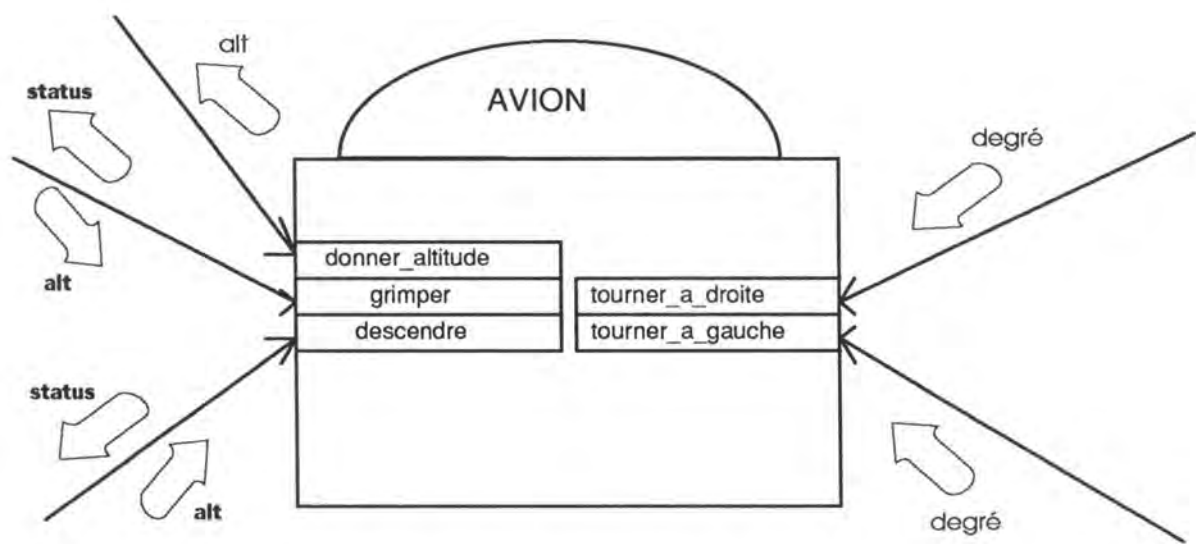 alt
status
AVION
degré
donner_altitude
alt
grimper
tourner_a_droite
descendre
tourner_a_gauche
status
alt
degré